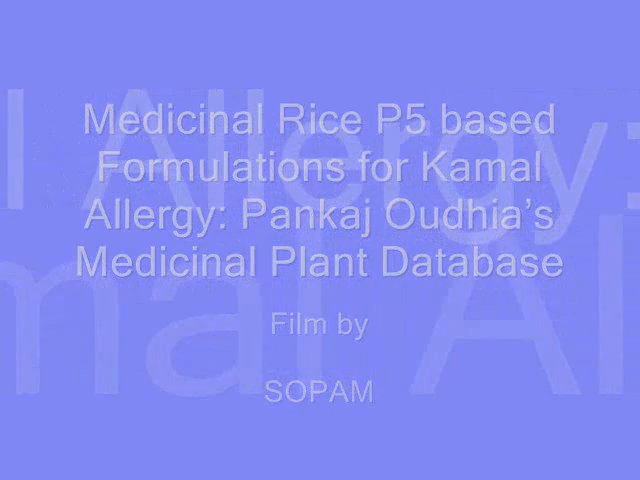 Medicinal Rice P5 based
Formulations for Kamal
Allergy: Pankaj Oudhia’s
Medicinal Plant Database
Film by
SOPAM